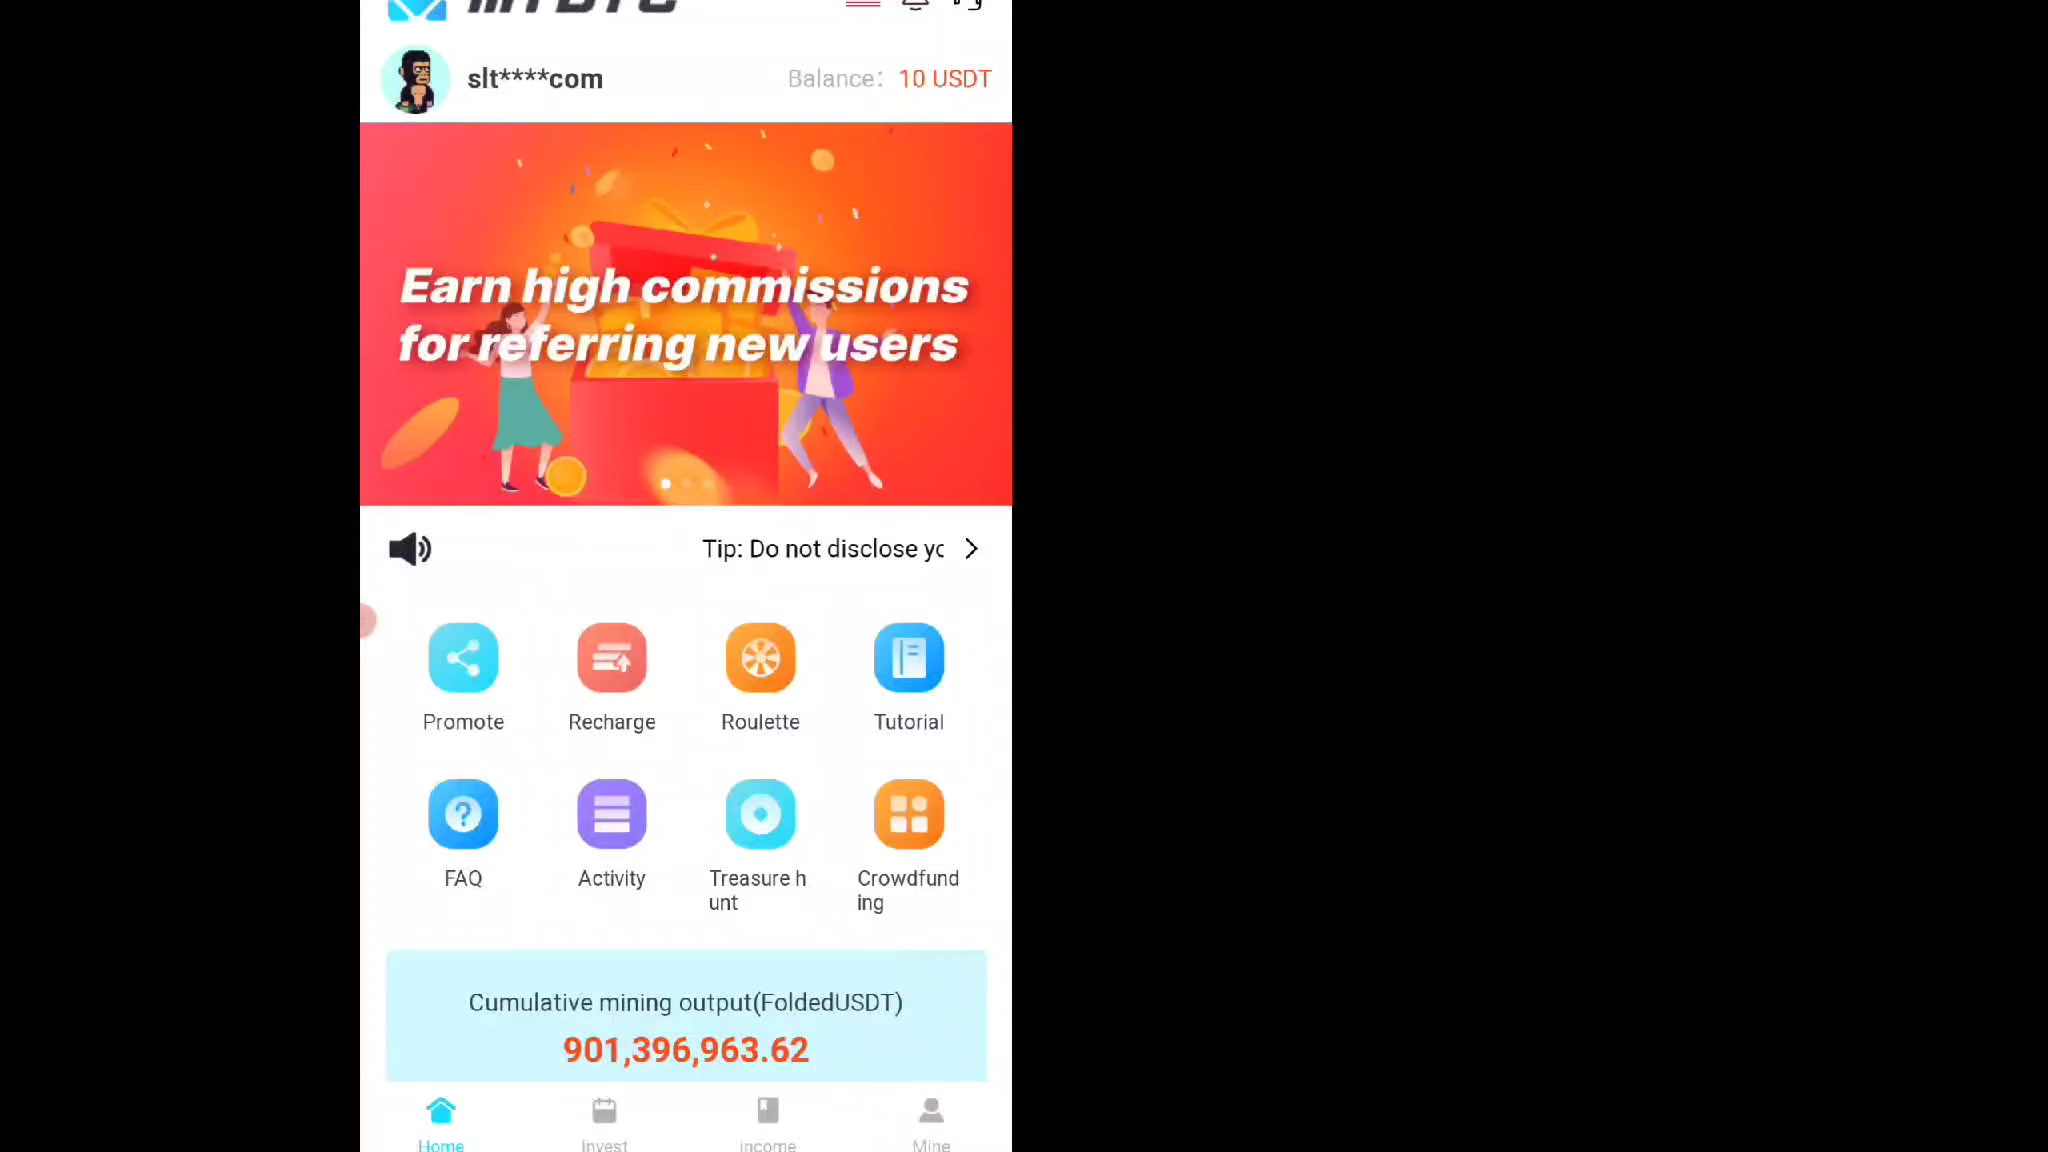 slt****com
Balance: 10 USDT
Earn high commissions
for referring new users
Tip: Do not disclose
Promote
Recharge
Roulette
Tutorial
FAQ
Activity
Treasure h
unt
Crowdfund
ing
Cumulative mining output(FoldedUSDT)
901,396,963.62
Home
Invest
income
Mine